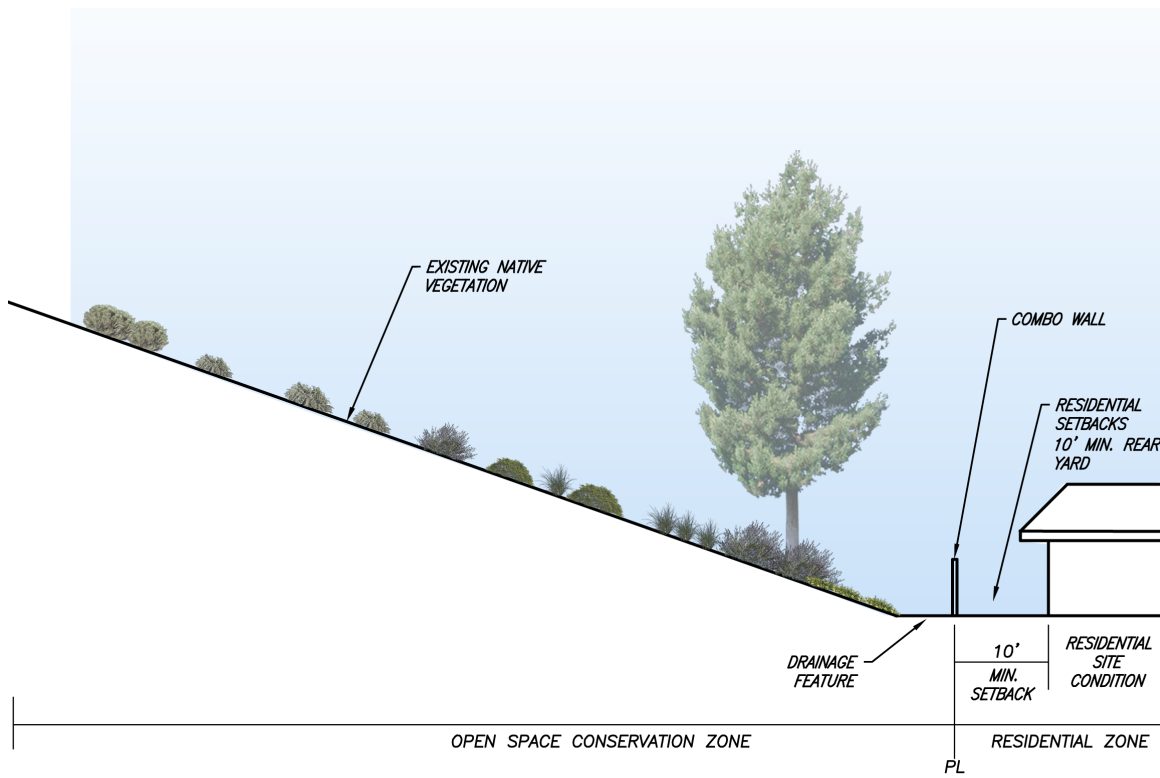 EXISTING NATIVE
VEGETATION
COMBO WALL
RESIDENTIAL
SETBACKS
10' MIN. REAR
YARD
DRAINAGE
FEATURE
10'
MIN.
SETBACK
RESIDENTIAL
SITE
CONDITION
OPEN SPACE CONSERVATION ZONE
RESIDENTIAL ZONE
PL